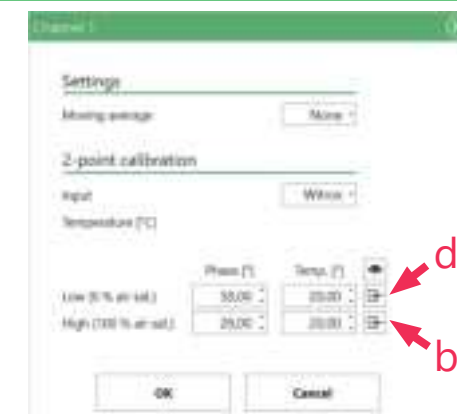 Channel 1
Settings
Moving average None
2-point calibration
Input Witrox
Temperature [°C]
Phase [°] Temp. [°]
Low (0 % air sat.) 20.00 d
High (100 % air sat.) 20.00 b
OK Cancel